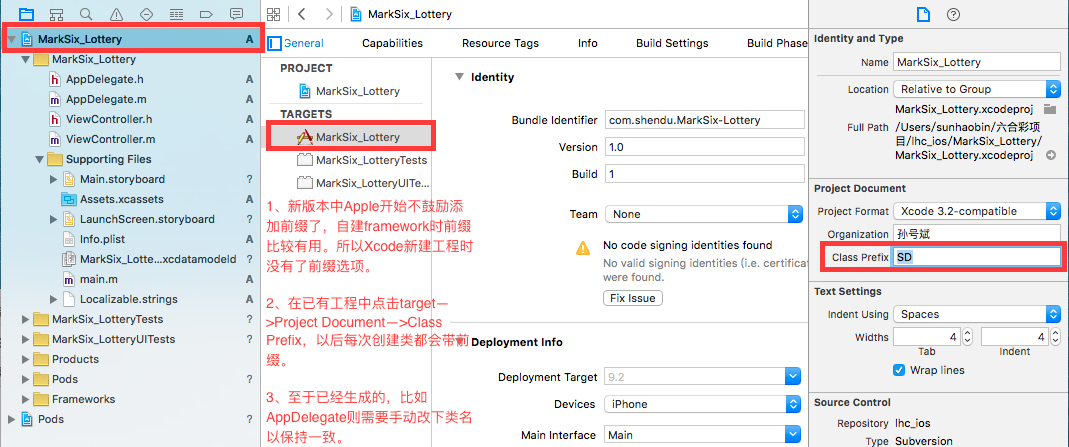 MarkSix_Lottery
MarkSix_Lottery A
MarkSix_Lottery
AppDelegate.h A
AppDelegate.m A
ViewController.h A
ViewController.m A
Supporting Files
Main.storyboard ?
Assets.xcassets A
LaunchScreen.storyboard ?
Info.plist A
MarkSix_Lotte...xcdatamodeld ?
main.m A
Localizable.strings A
MarkSix_LotteryTests
MarkSix_LotteryUITests
Products
Pods
Frameworks
Pods
General Capabilities Resource Tags Info Build Settings Build Phase
PROJECT
MarkSix_Lottery
TARGETS
MarkSix_Lottery
MarkSix_LotteryTests
MarkSix_LotteryUITe...
1、新版本中Apple开始不鼓励添
加前缀了，自建framework时前缀
比较有用。所以Xcode新建工程时
没有了前缀选项。
2、在已有工程中点击target—
>Project Document—>Class
Prefix，以后每次创建类都会带前
缀。
3、至于已经生成的，比如
AppDelegate则需要手动改下类名
以保持一致。
Identity
Bundle Identifier com.shendu.MarkSix-Lottery
Version 1.0
Build 1
Team None
No code signing identities found
No valid signing identities (i.e. certificat
were found.
Fix Issue
Deployment Info
Deployment Target 9.2
Devices iPhone
Main Interface Main
Identity and Type
Name MarkSix_Lottery
Location Relative to Group
MarkSix_Lottery.xcodeproj
Full Path /Users/sunhaobin/六合彩项
目/lhc_ios/MarkSix_Lottery/
MarkSix_Lottery.xcodeproj
Project Document
Project Format Xcode 3.2-compatible
Organization 孙号斌
Class Prefix SD
Text Settings
Indent Using Spaces
Widths 4 4
Tab Indent
Wrap lines
Source Control
Repository lhc_ios
Type Subversion